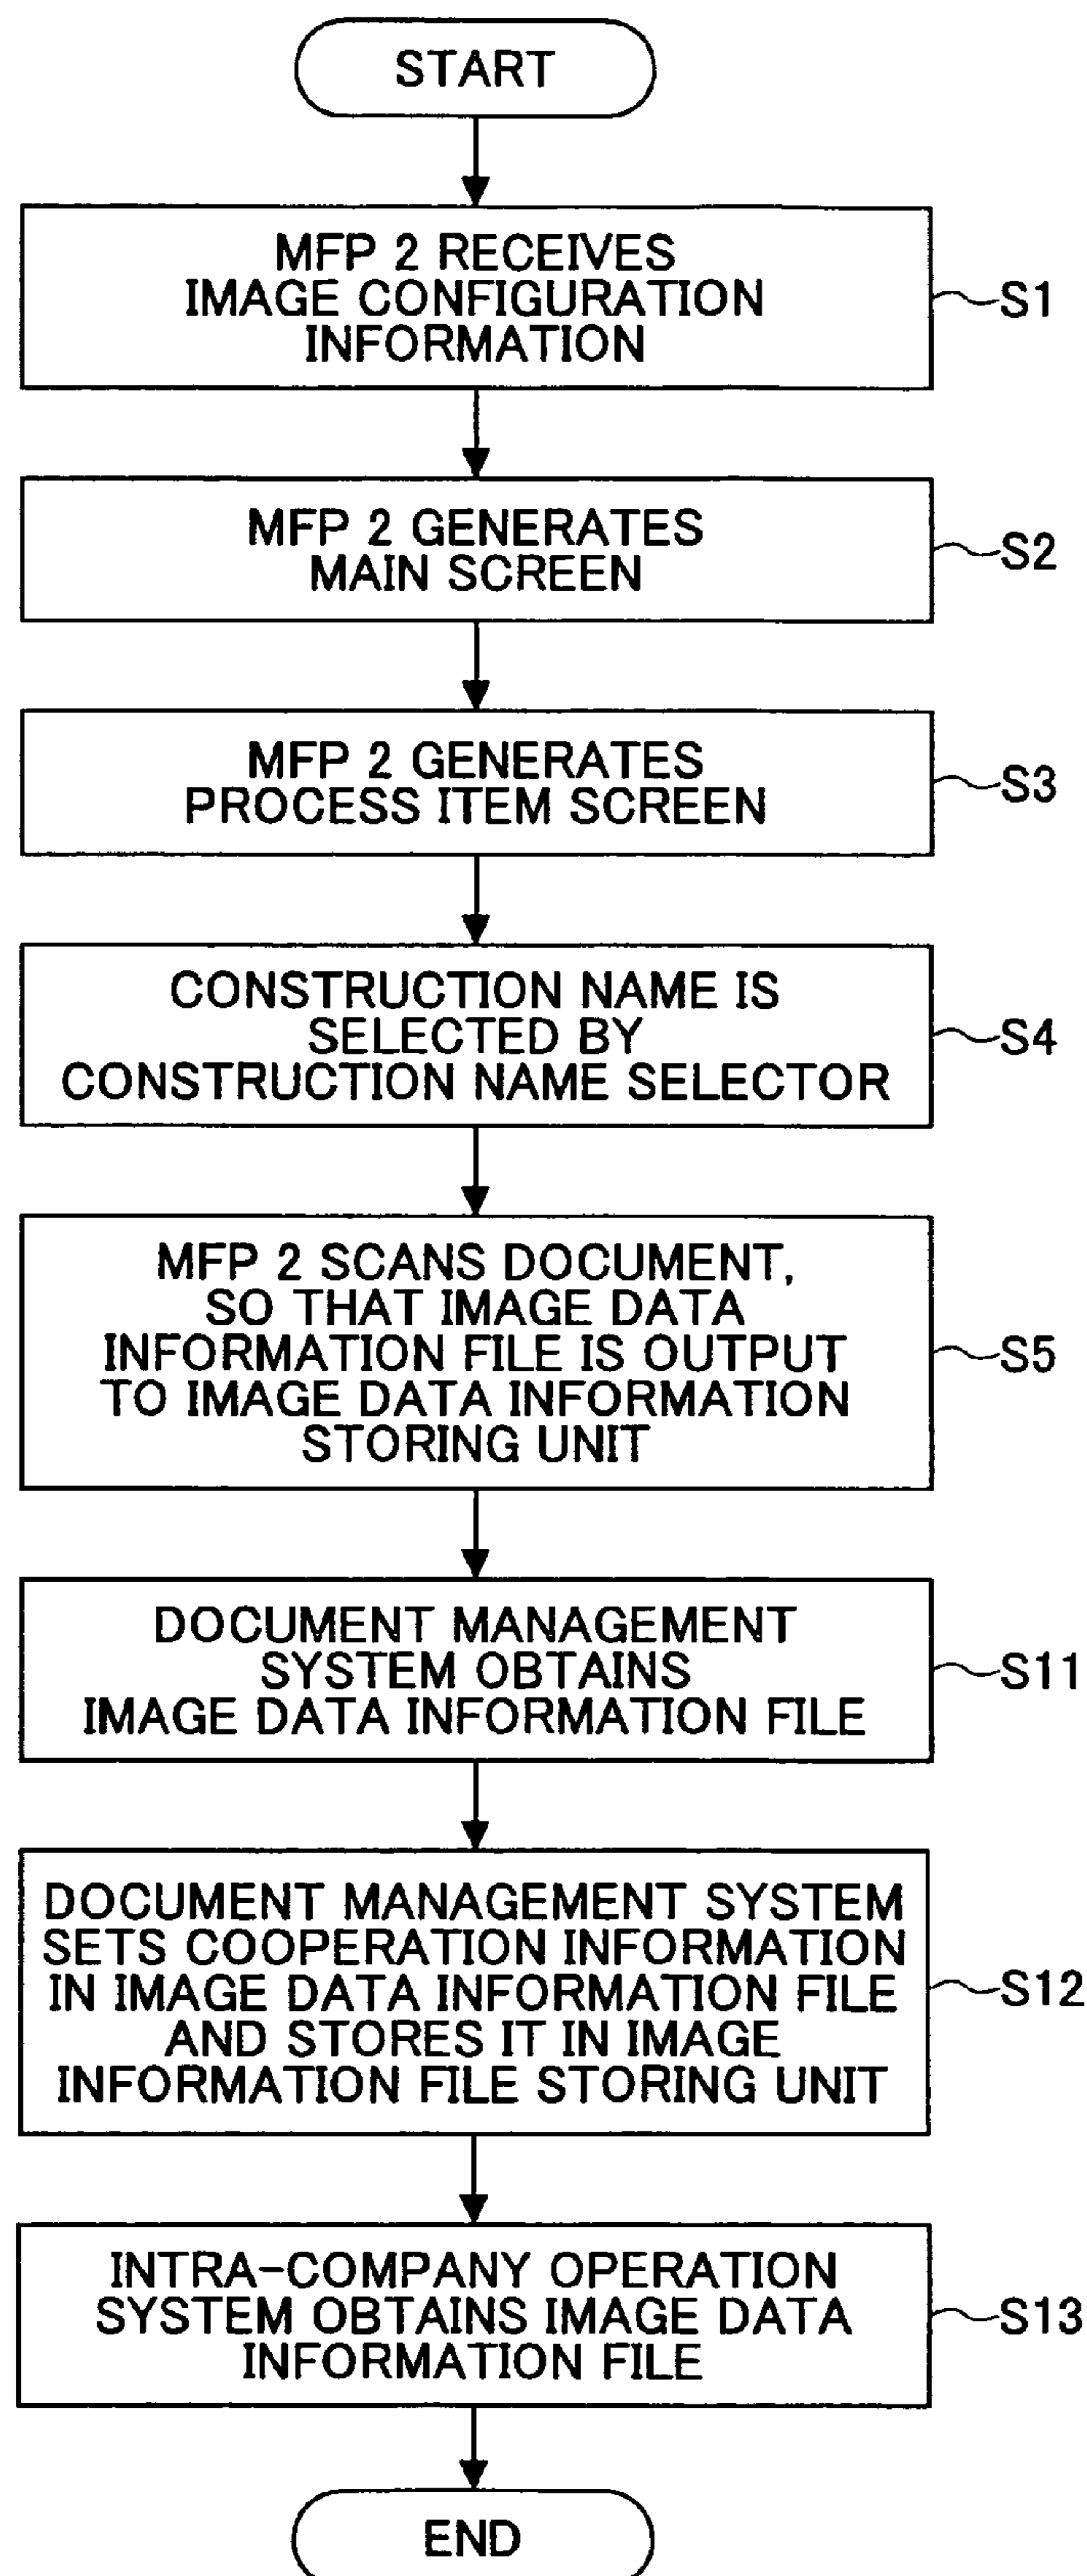 START
MFP 2 RECEIVES
IMAGE CONFIGURATION
INFORMATION
S1
MFP 2 GENERATES
MAIN SCREEN
S2
MFP 2 GENERATES
PROCESS ITEM SCREEN
S3
CONSTRUCTION NAME IS
SELECTED BY
CONSTRUCTION NAME SELECTOR
S4
MFP 2 SCANS DOCUMENT,
SO THAT IMAGE DATA
INFORMATION FILE IS OUTPUT
TO IMAGE DATA INFORMATION
STORING UNIT
S5
DOCUMENT MANAGEMENT
SYSTEM OBTAINS
IMAGE DATA INFORMATION FILE
S11
DOCUMENT MANAGEMENT SYSTEM
SETS COOPERATION INFORMATION
IN IMAGE DATA INFORMATION FILE
AND STORES IT IN IMAGE
INFORMATION FILE STORING UNIT
S12
INTRA-COMPANY OPERATION
SYSTEM OBTAINS IMAGE DATA
INFORMATION FILE
S13
END